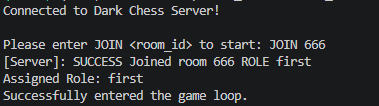 Connected to Dark Chess Server!
Please enter JOIN <room_id> to start: JOIN 666
[Server]: SUCCESS Joined room 666 ROLE first
Assigned Role: first
Successfully entered the game loop.